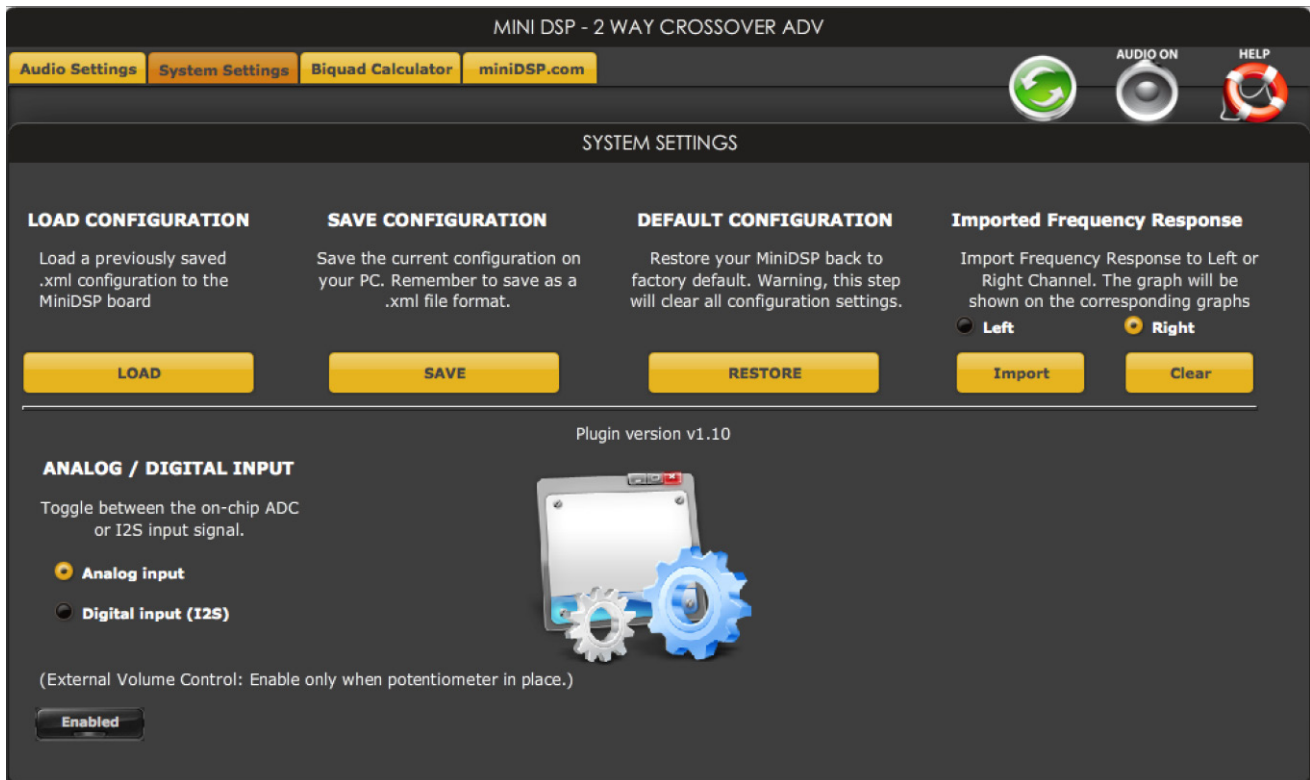 MINI DSP - 2 WAY CROSSOVER ADV
Audio Settings
System Settings
Biquad Calculator
miniDSP.com
AUDIO ON
HELP
SYSTEM SETTINGS
LOAD CONFIGURATION
Load a previously saved
.xml configuration to the
MiniDSP board
LOAD
SAVE CONFIGURATION
Save the current configuration on
your PC. Remember to save as a
.xml file format.
SAVE
DEFAULT CONFIGURATION
Restore your MiniDSP back to
factory default. Warning, this step
will clear all configuration settings.
RESTORE
Imported Frequency Response
Import Frequency Response to Left or
Right Channel. The graph will be
shown on the corresponding graphs
Left
Right
Import
Clear
Plugin version v1.10
ANALOG / DIGITAL INPUT
Toggle between the on-chip ADC
or I2S input signal.
Analog input
Digital input (I2S)
(External Volume Control: Enable only when potentiometer in place.)
Enabled